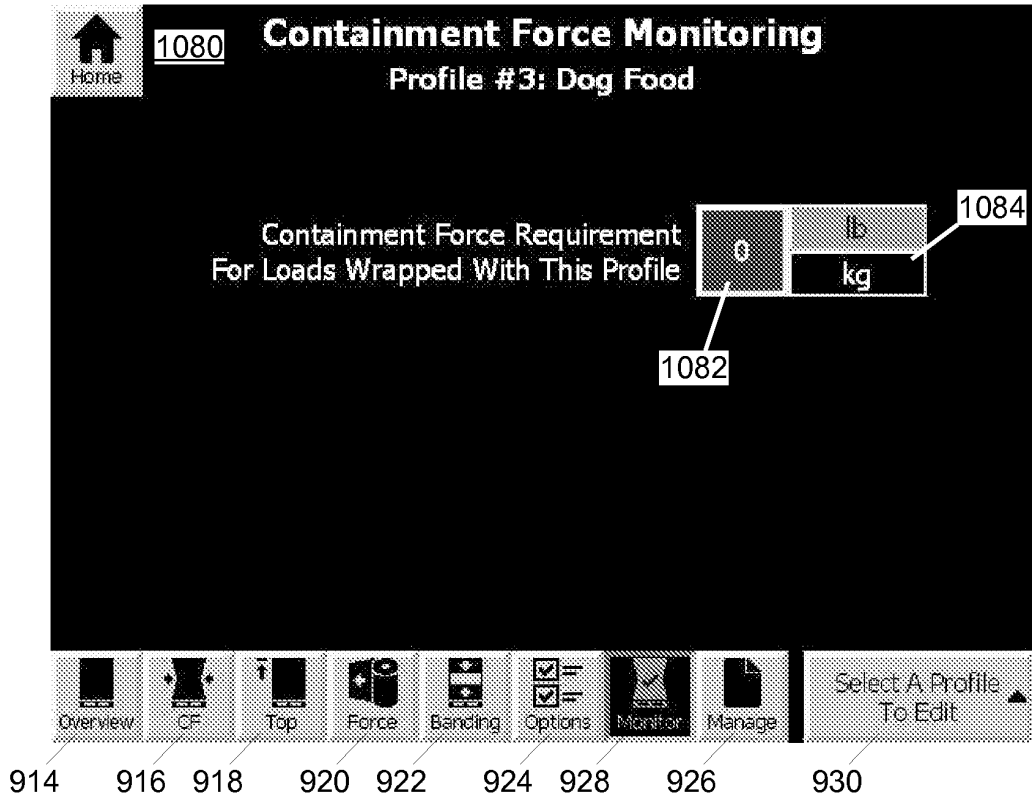 Home
1080
Containment Force Monitoring
Profile #3: Dog Food
1084
Containment Force Requirement
For Loads Wrapped With This Profile
0
lb
kg
1082
Overview
CF
Top
Force
Banding
Options
Monitor
Manage
Select A Profile
To Edit
914
916
918
920
922
924
928
926
930